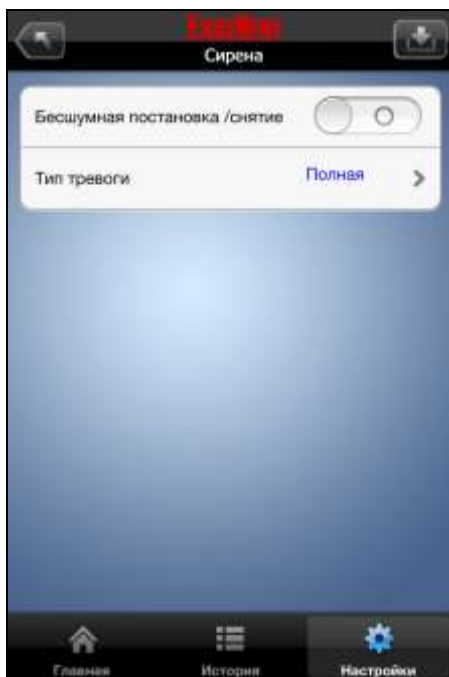 Сирена
Бесшумная постановка /снятие
Тип тревоги Полная
Главная История Настройки